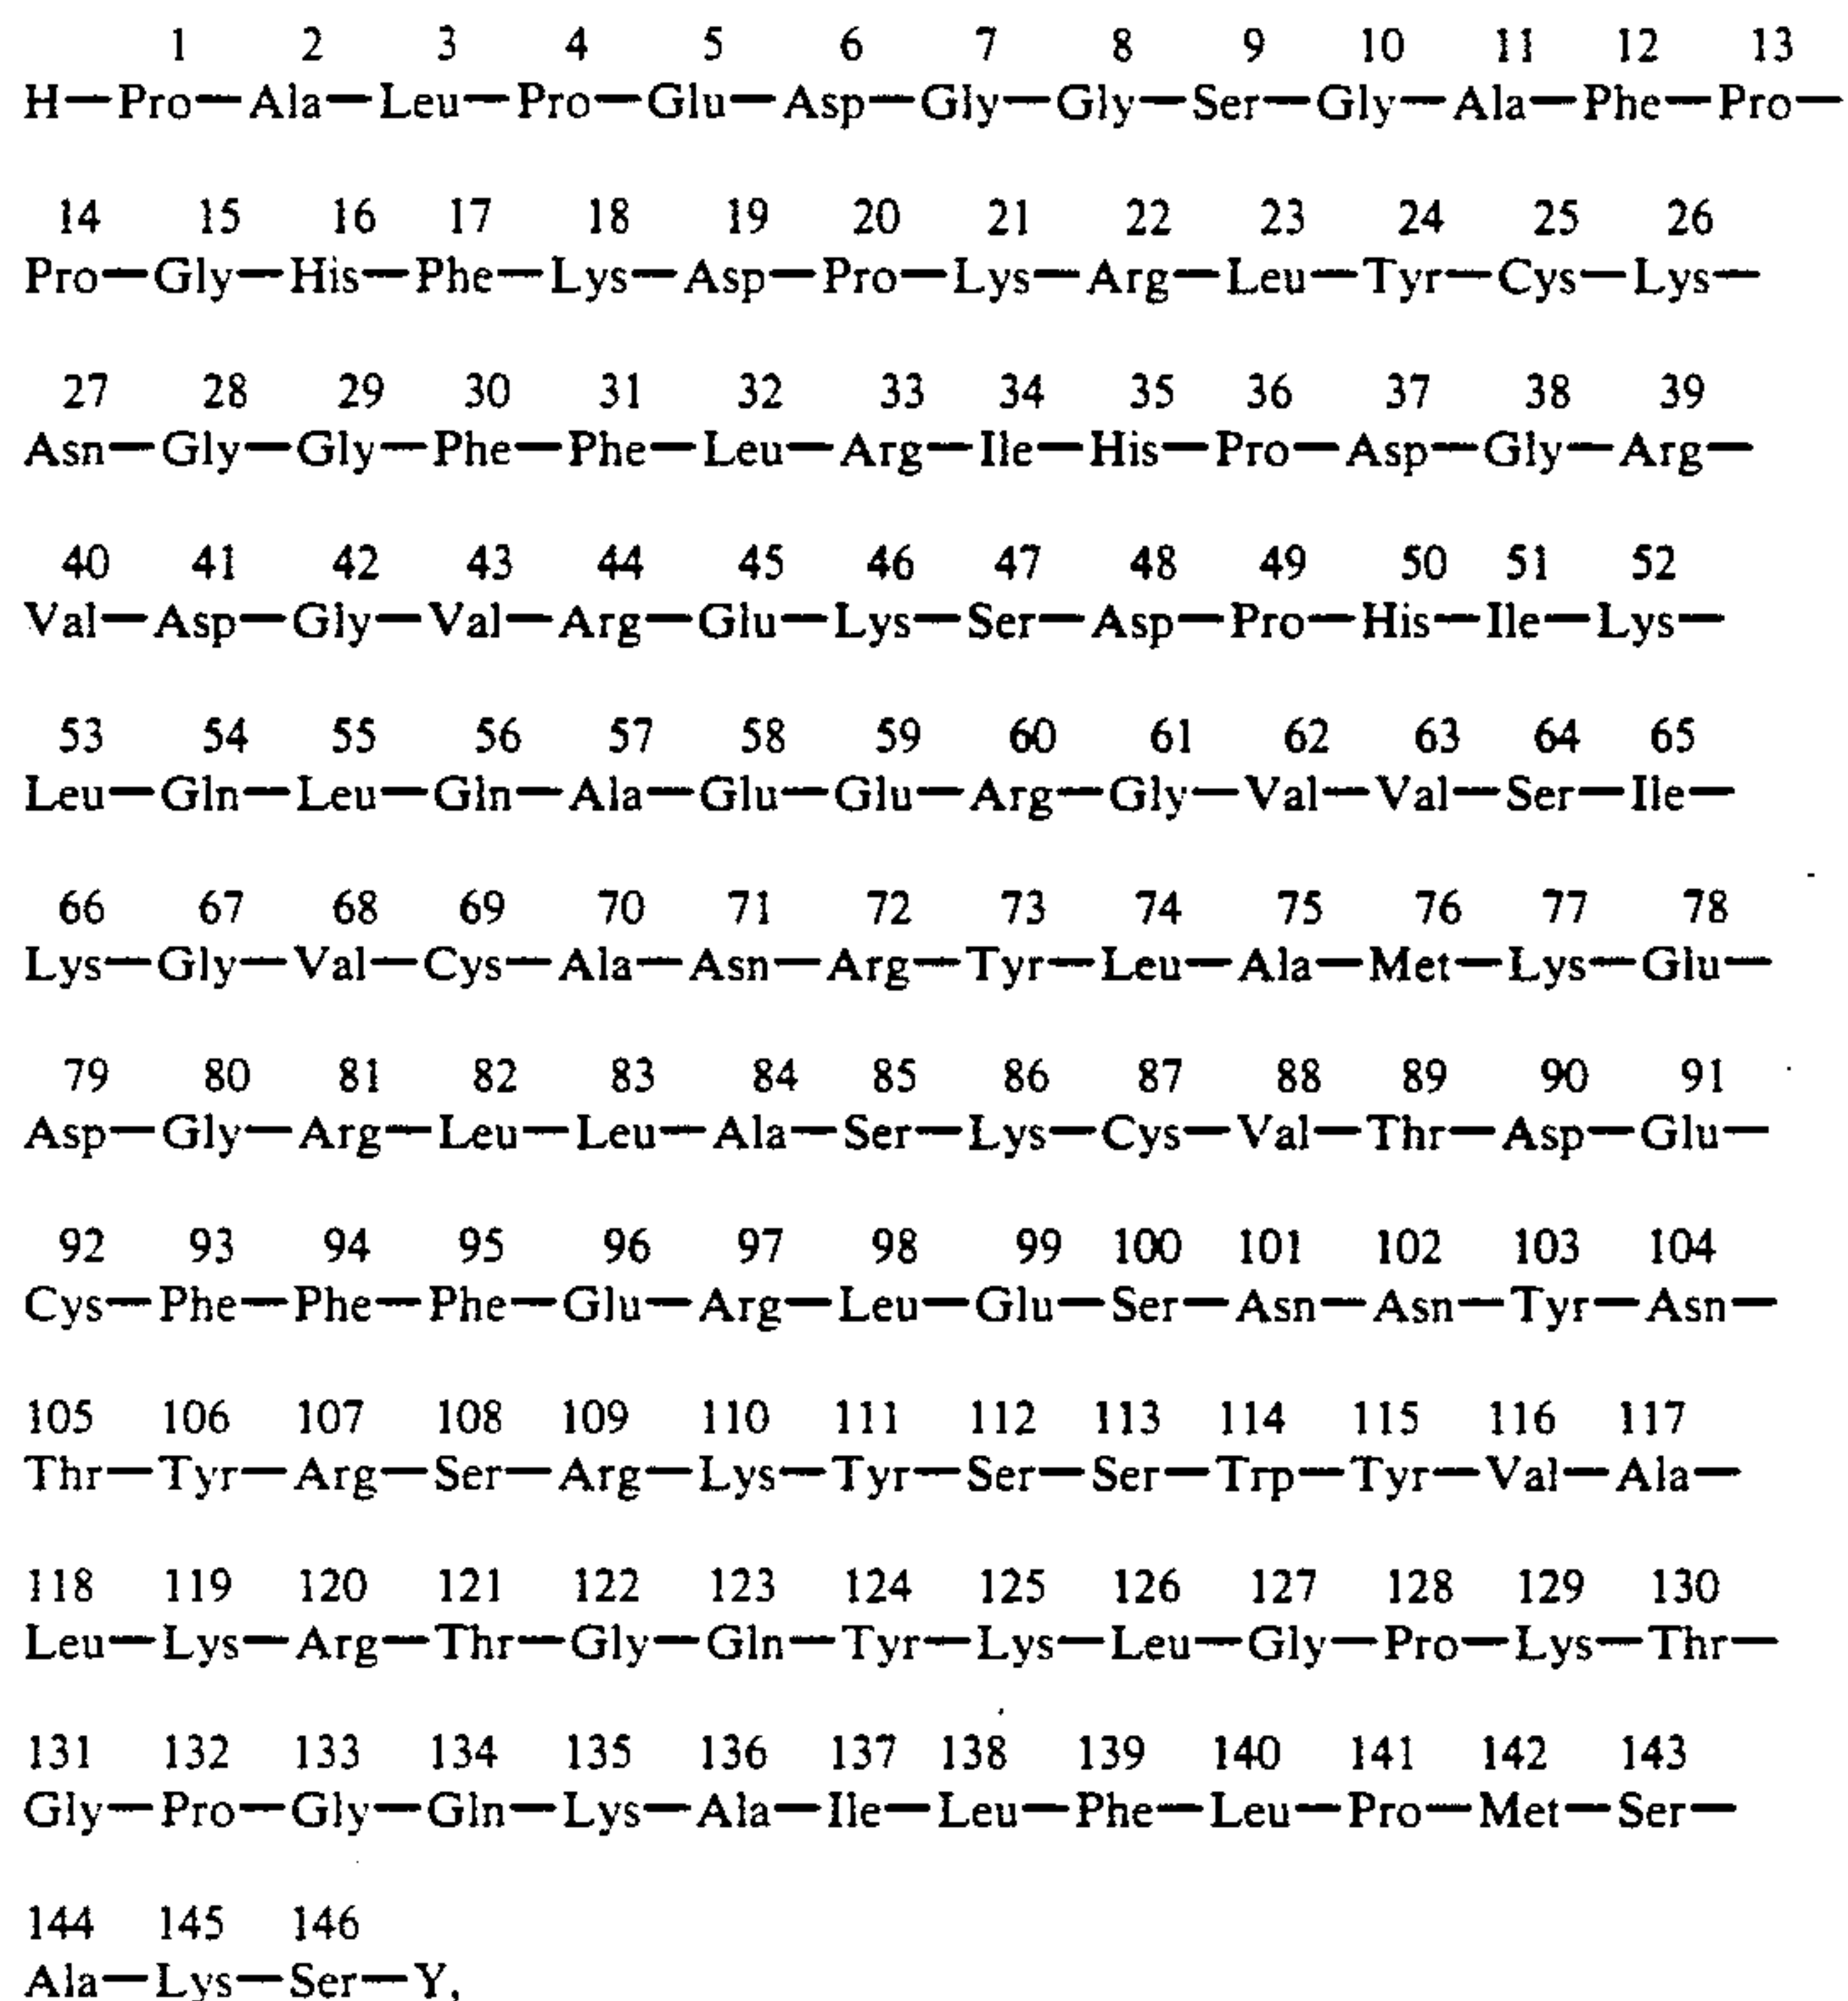 1 2 3 4 5 6 7 8 9 10 11 12 13
H—Pro—Ala—Leu—Pro—Glu—Asp—Gly—Gly—Ser—Gly—Ala—Phe—Pro—
14 15 16 17 18 19 20 21 22 23 24 25 26
Pro—Gly—His—Phe—Lys—Asp—Pro—Lys—Arg—Leu—Tyr—Cys—Lys—
27 28 29 30 31 32 33 34 35 36 37 38 39
Asn—Gly—Gly—Phe—Phe—Leu—Arg—Ile—His—Pro—Asp—Gly—Arg—
40 41 42 43 44 45 46 47 48 49 50 51 52
Val—Asp—Gly—Val—Arg—Glu—Lys—Ser—Asp—Pro—His—Ile—Lys—
53 54 55 56 57 58 59 60 61 62 63 64 65
Leu—Gln—Leu—Gln—Ala—Glu—Glu—Arg—Gly—Val—Val—Ser—Ile—
66 67 68 69 70 71 72 73 74 75 76 77 78
Lys—Gly—Val—Cys—Ala—Asn—Arg—Tyr—Leu—Ala—Met—Lys—Glu—
79 80 81 82 83 84 85 86 87 88 89 90 91
Asp—Gly—Arg—Leu—Leu—Ala—Ser—Lys—Cys—Val—Thr—Asp—Glu—
92 93 94 95 96 97 98 99 100 101 102 103 104
Cys—Phe—Phe—Phe—Glu—Arg—Leu—Glu—Ser—Asn—Asn—Tyr—Asn—
105 106 107 108 109 110 111 112 113 114 115 116 117
Thr—Tyr—Arg—Ser—Arg—Lys—Tyr—Ser—Ser—Trp—Tyr—Val—Ala—
118 119 120 121 122 123 124 125 126 127 128 129 130
Leu—Lys—Arg—Thr—Gly—Gln—Tyr—Lys—Leu—Gly—Pro—Lys—Thr—
131 132 133 134 135 136 137 138 139 140 141 142 143
Gly—Pro—Gly—Gln—Lys—Ala—Ile—Leu—Phe—Leu—Pro—Met—Ser—
144 145 146
Ala—Lys—Ser—Y,